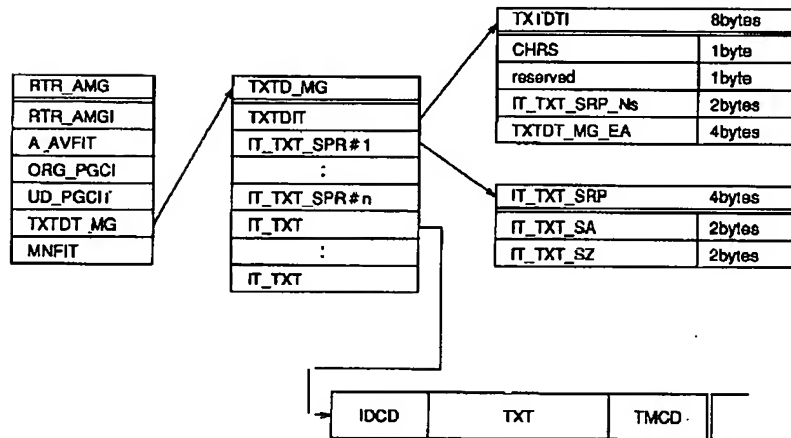 RTR_AMG
RTR_AMGI
A_AVFIT
ORG_PGCI
UD_PGCIT
TXTDT_MG
MNFIT
TXTD_MG
TXTDIT
IT_TXT_SPR#1
:
IT_TXT_SPR#n
IT_TXT
:
IT_TXT
TXTDTI 8bytes
CHRS 1byte
reserved 1byte
IT_TXT_SRP_Ns 2bytes
TXTDT_MG_EA 4bytes
IT_TXT_SRP 4bytes
IT_TXT_SA 2bytes
IT_TXT_SZ 2bytes
IDCD TXT TMCD